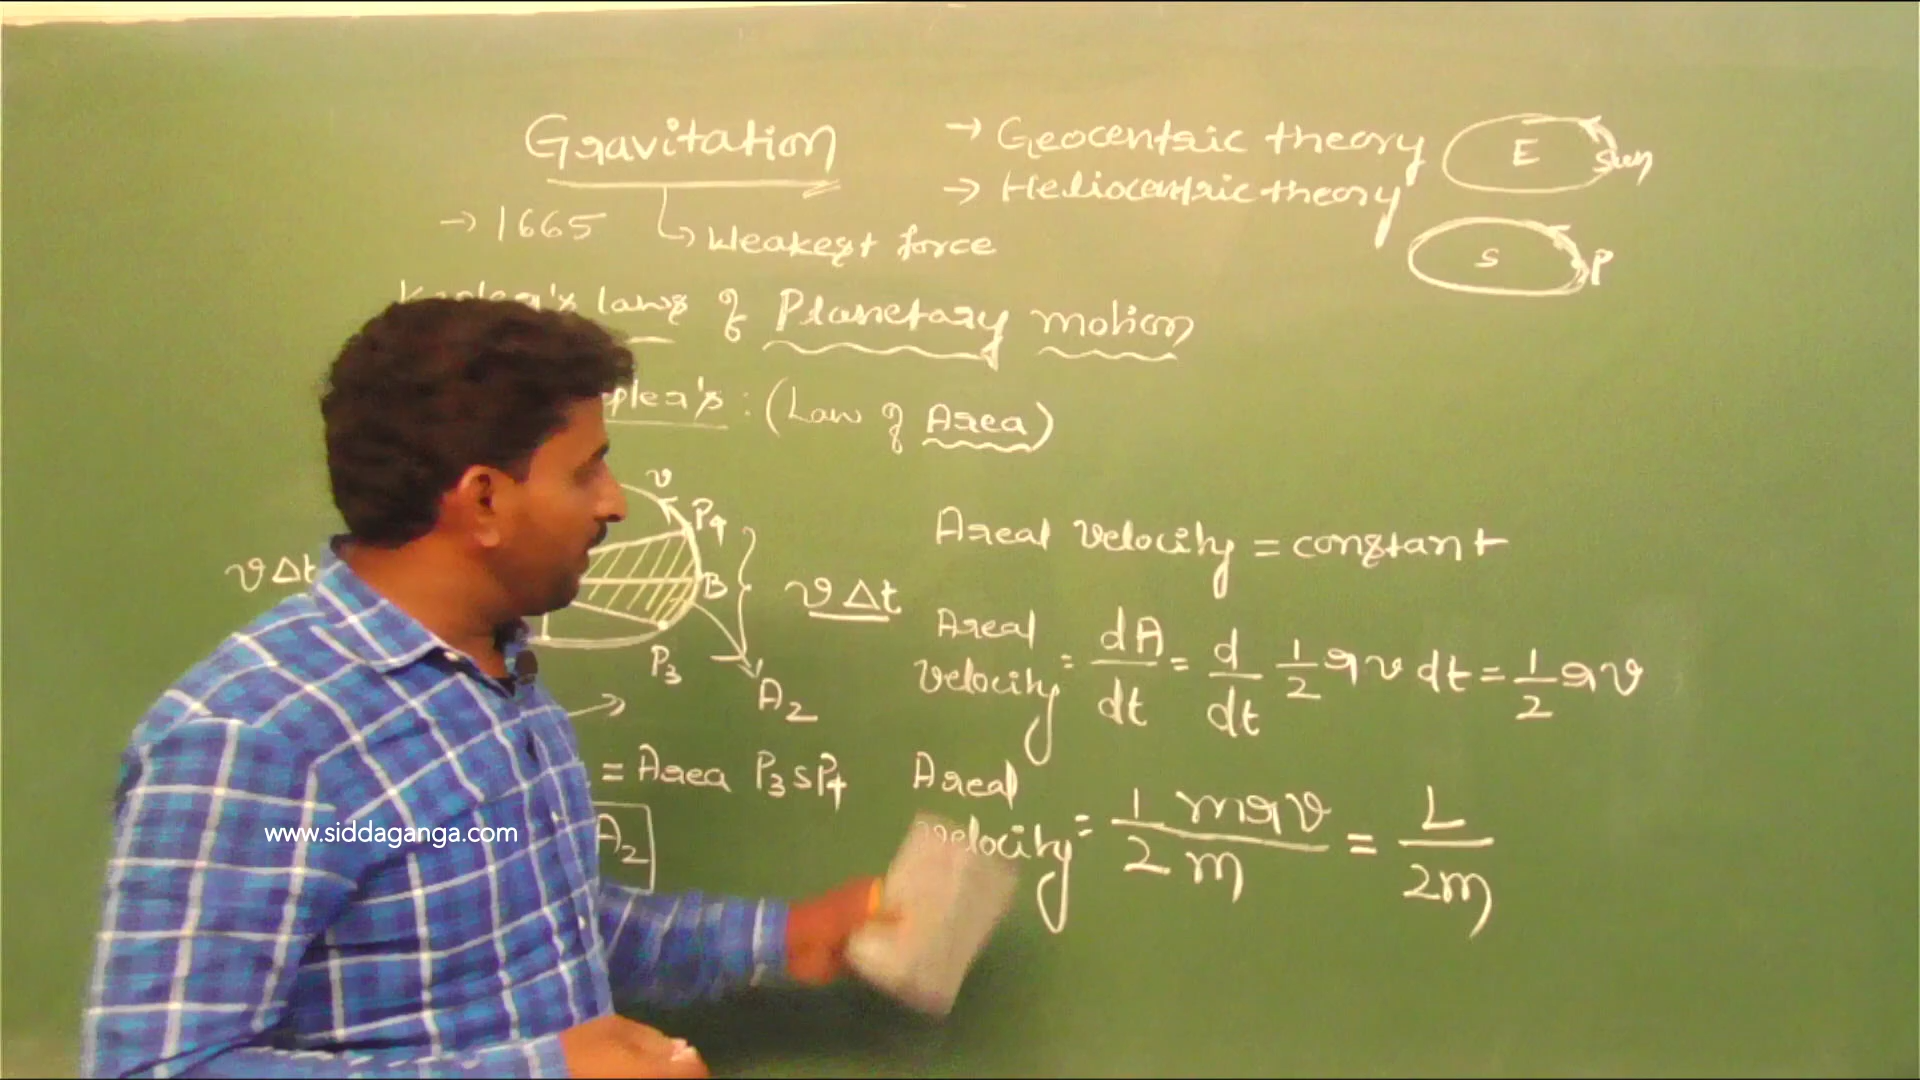 Gravitation
→ 1665
↳ Weakest force
→ Geocentric theory
→ Heliocentric theory
E
Sun
S
P
Kepler's laws of Planetary motion
: (Law of Area)
v
P4
B
vΔt
vΔt
P3
A2
= Area P3SP4
A2
Areal velocity = constant
Areal velocity = dA/dt = d/dt 1/2 rv dt = 1/2 rv
Areal velocity = 1/2 mrv/m = L/2m
www.siddaganga.com